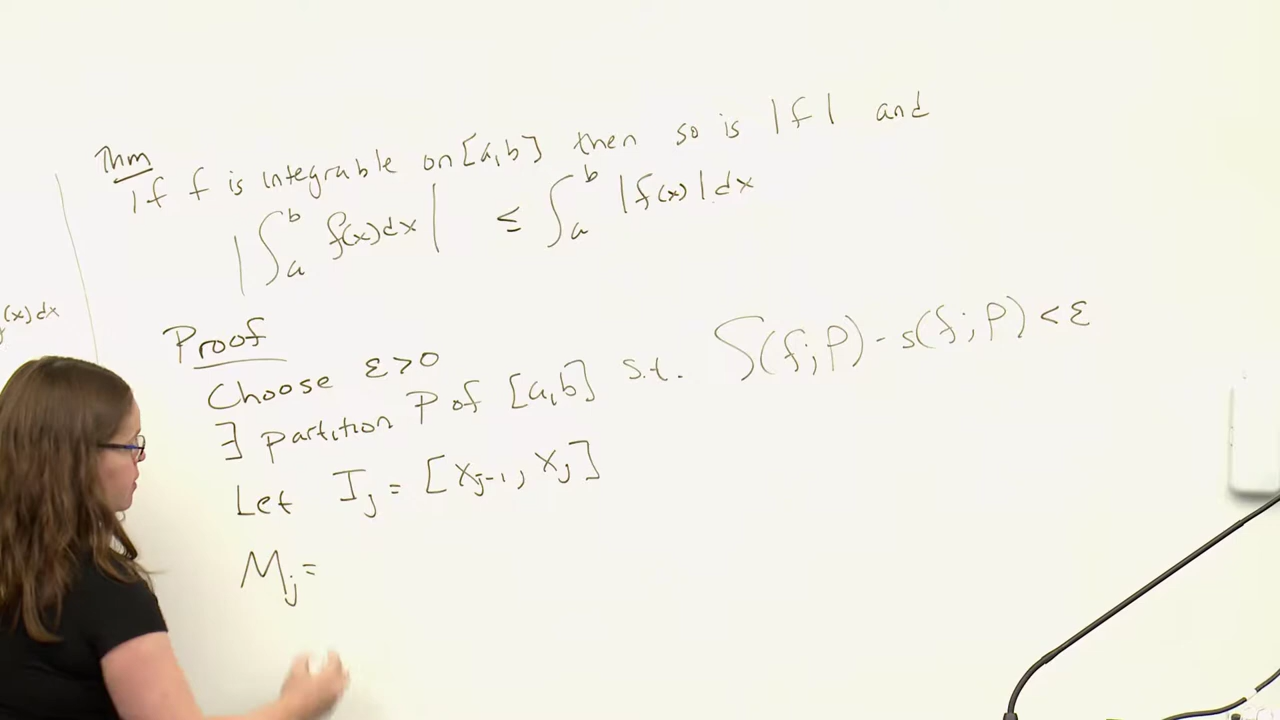 Thm
If f is integrable on [a,b] then so is |f| and
|∫_a^b f(x)dx| ≤ ∫_a^b |f(x)|dx
(x)dx
Proof
Choose ε>0
∃ partition P of [a,b] s.t. S(f;P) - s(f;P) < ε
Let I_j = [x_{j-1}, x_j]
M_j =